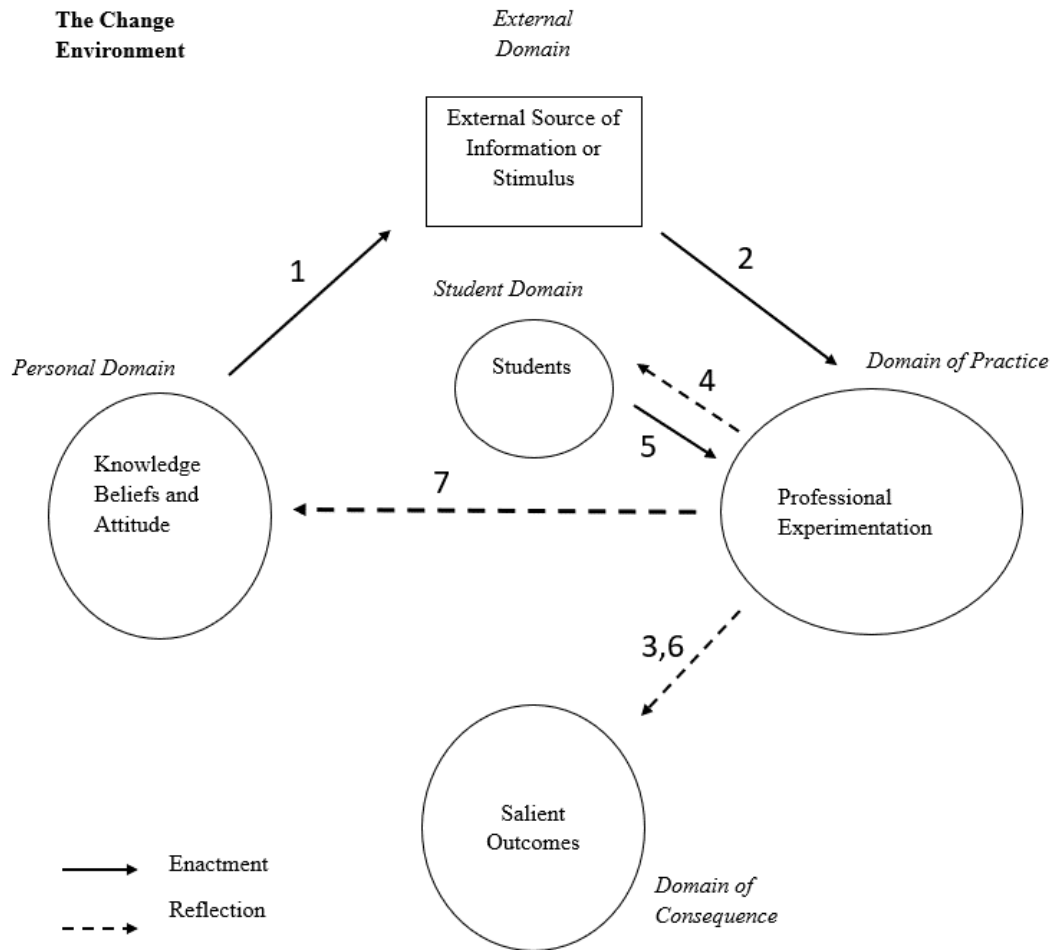 The Change
Environment
External
Domain
External Source of
Information or
Stimulus
1
2
Student Domain
Personal Domain
Students
Domain of Practice
4
5
Knowledge
Beliefs and
Attitude
7
Professional
Experimentation
3,6
Salient
Outcomes
Enactment
Reflection
Domain of
Consequence